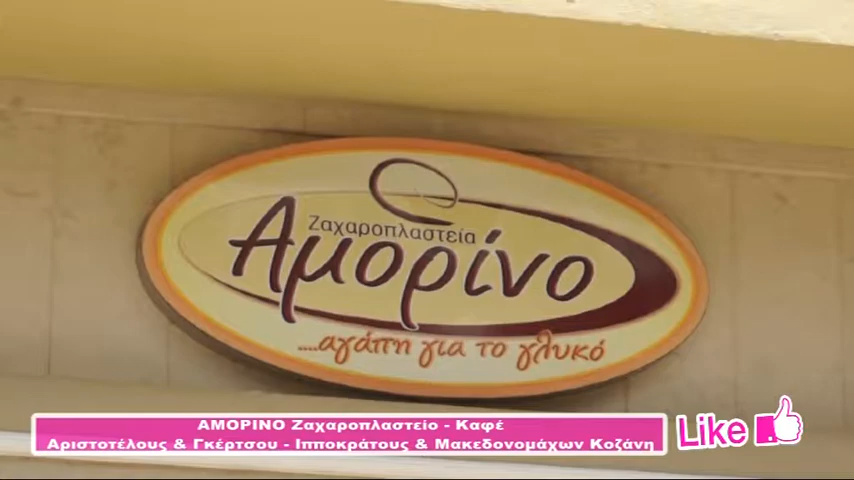 Ζαχαροπλαστεία
Αμορίνο
....αγάπη για το γλυκό
ΑΜΟΡΙΝΟ Ζαχαροπλαστείο - Καφέ
Αριστοτέλους & Γκέρτσου - Ιπποκράτους & Μακεδονομάχων Κοζάνη
Like